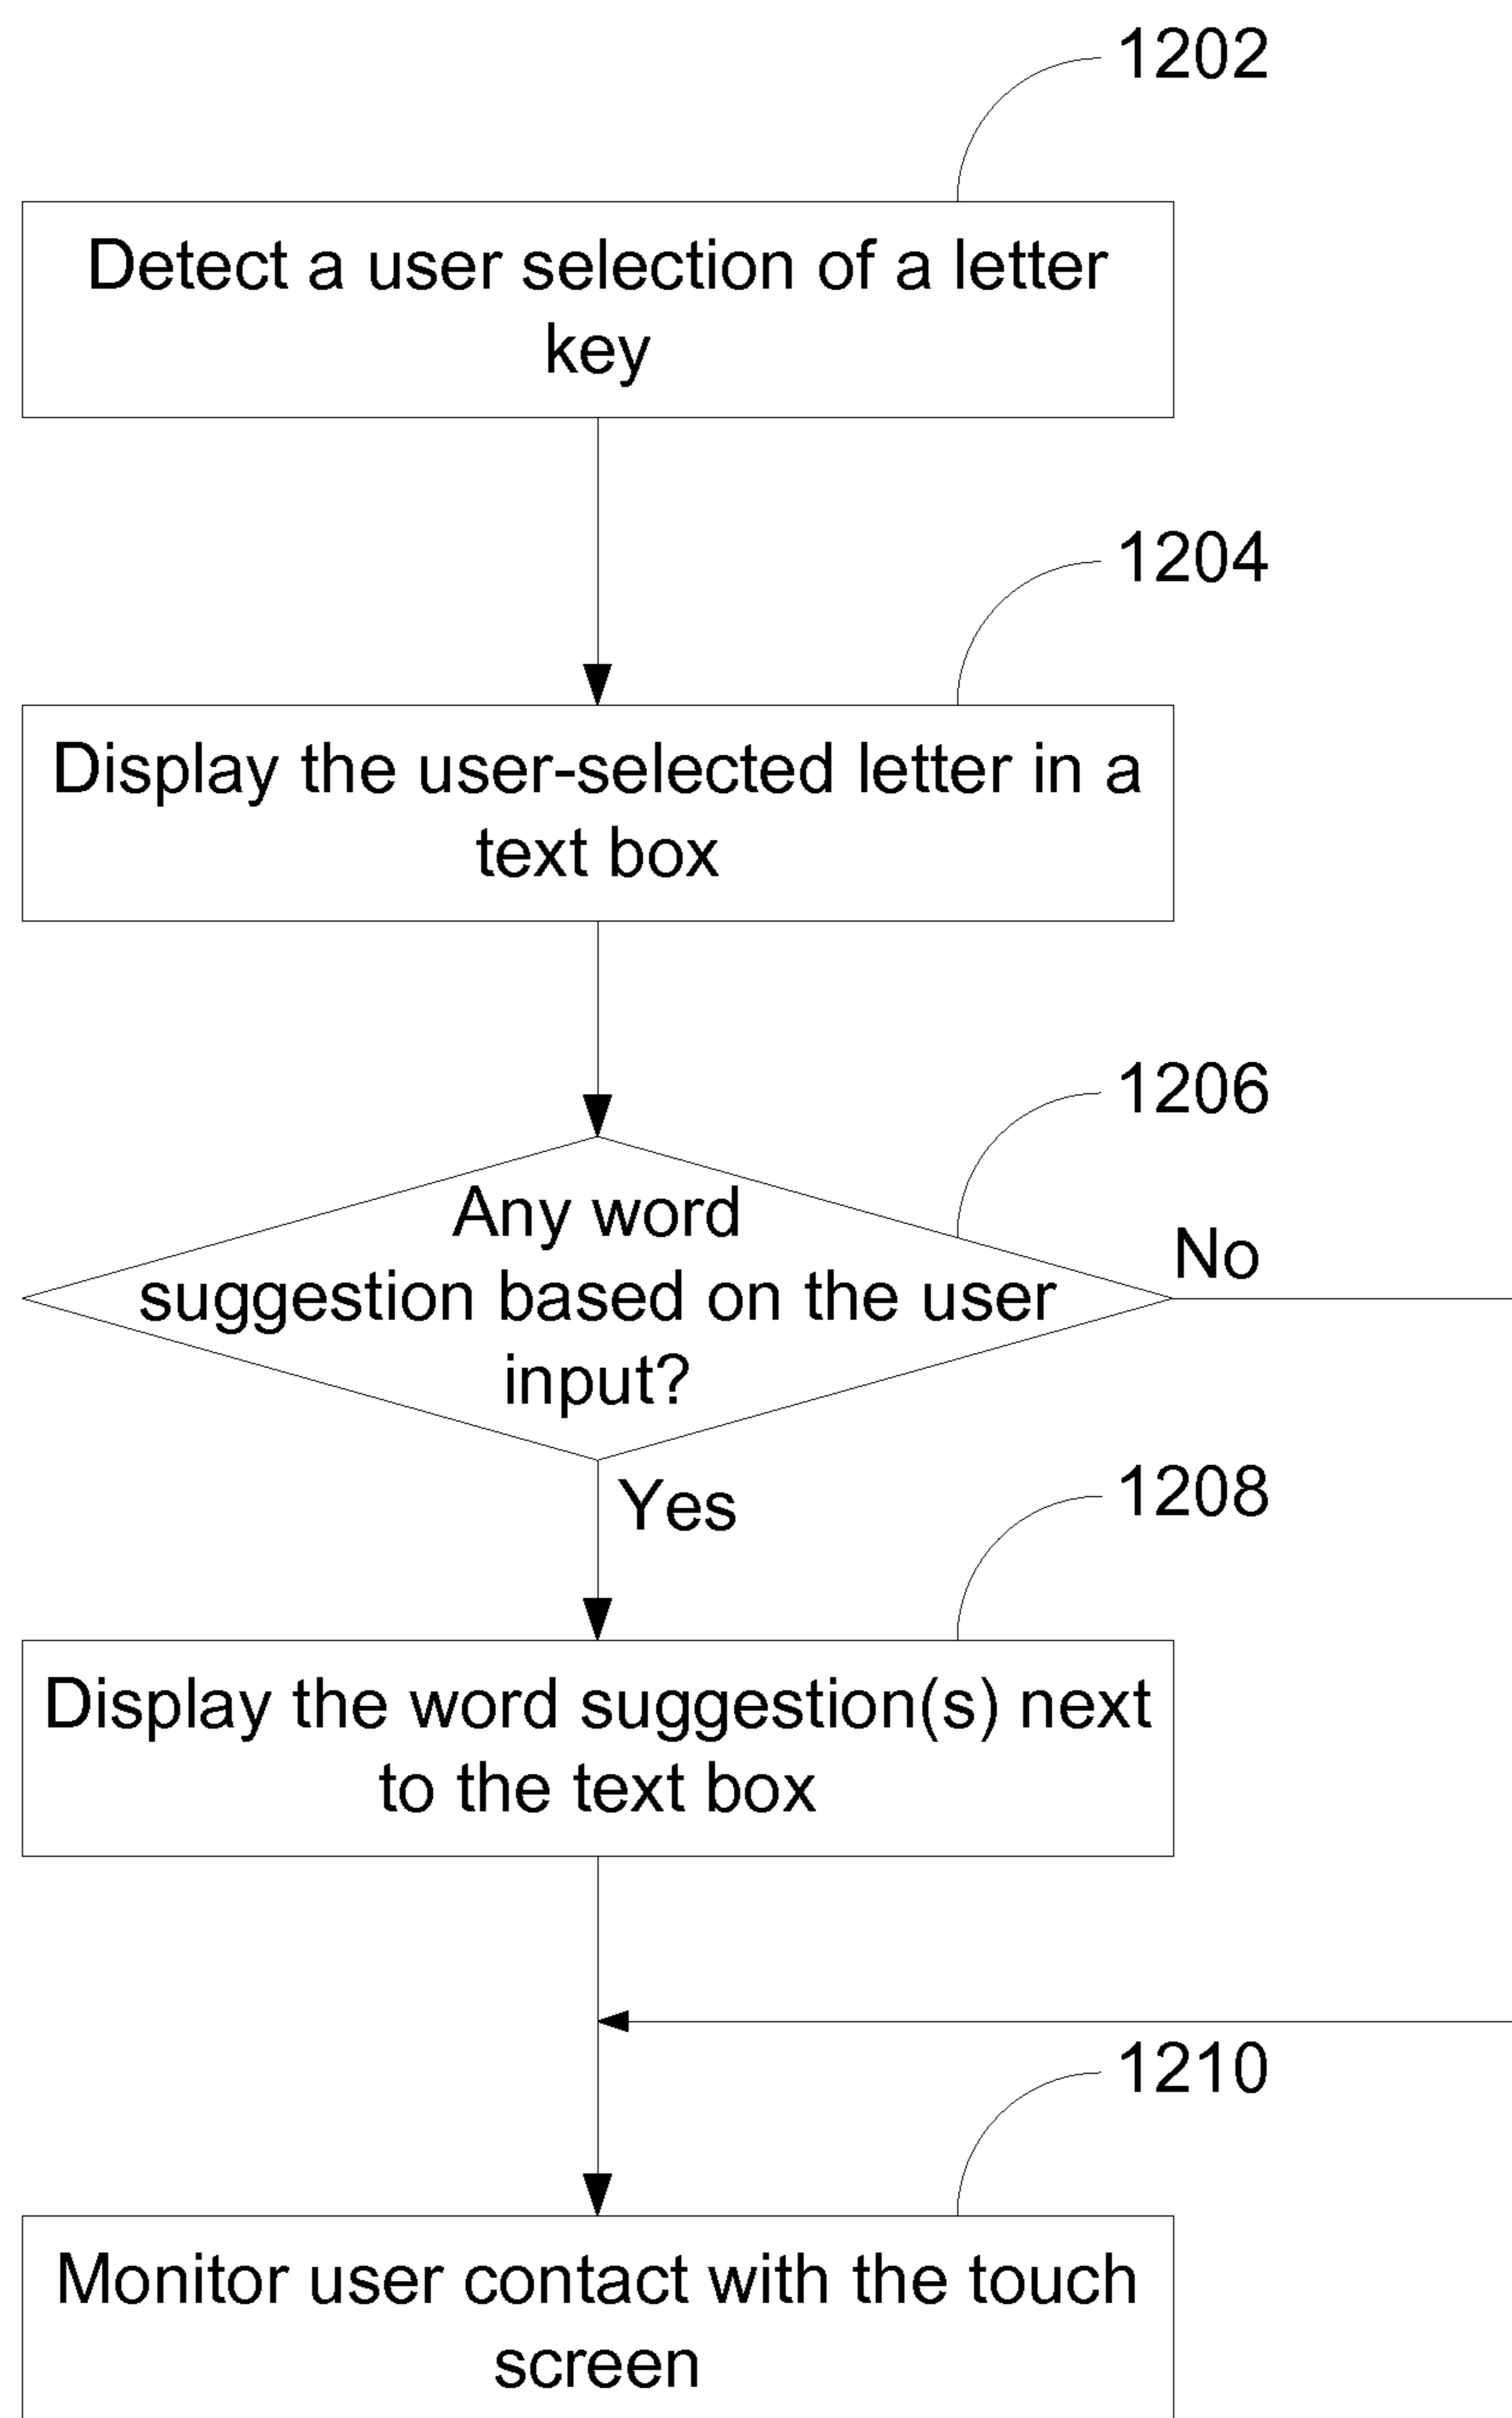 1202
Detect a user selection of a letter
key
1204
Display the user-selected letter in a
text box
1206
Any word
suggestion based on the user
input?
No
Yes
1208
Display the word suggestion(s) next
to the text box
1210
Monitor user contact with the touch
screen